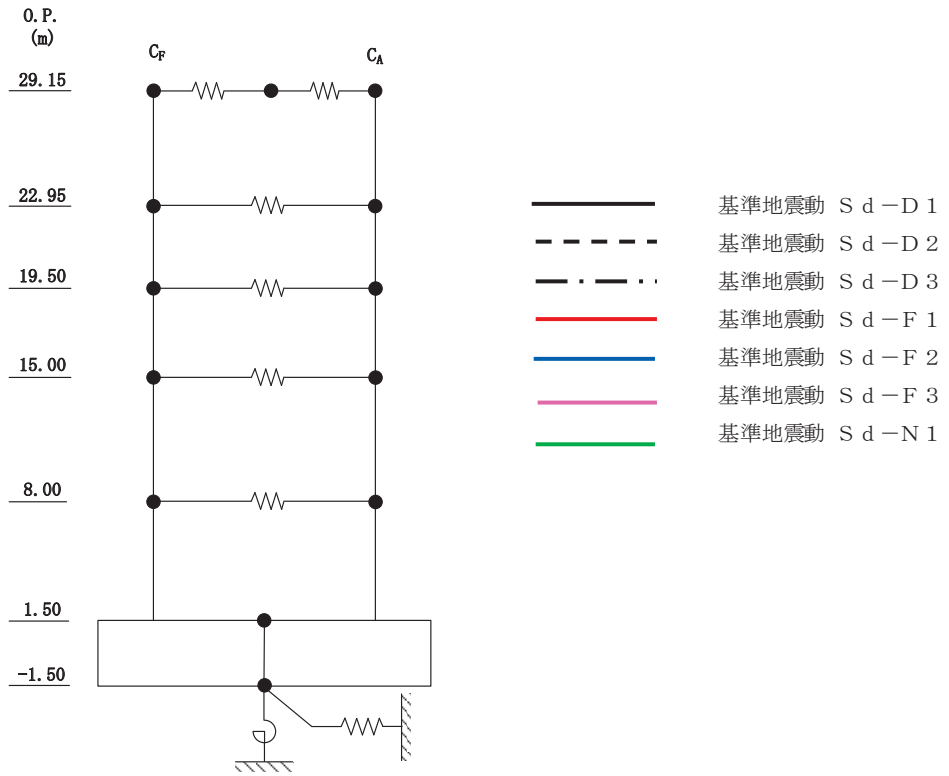 O.P.
(m)
C_F
C_A
29.15
22.95
19.50
15.00
8.00
1.50
-1.50
基準地震動 Ｓｄ－Ｄ１
基準地震動 Ｓｄ－Ｄ２
基準地震動 Ｓｄ－Ｄ３
基準地震動 Ｓｄ－Ｆ１
基準地震動 Ｓｄ－Ｆ２
基準地震動 Ｓｄ－Ｆ３
基準地震動 Ｓｄ－Ｎ１